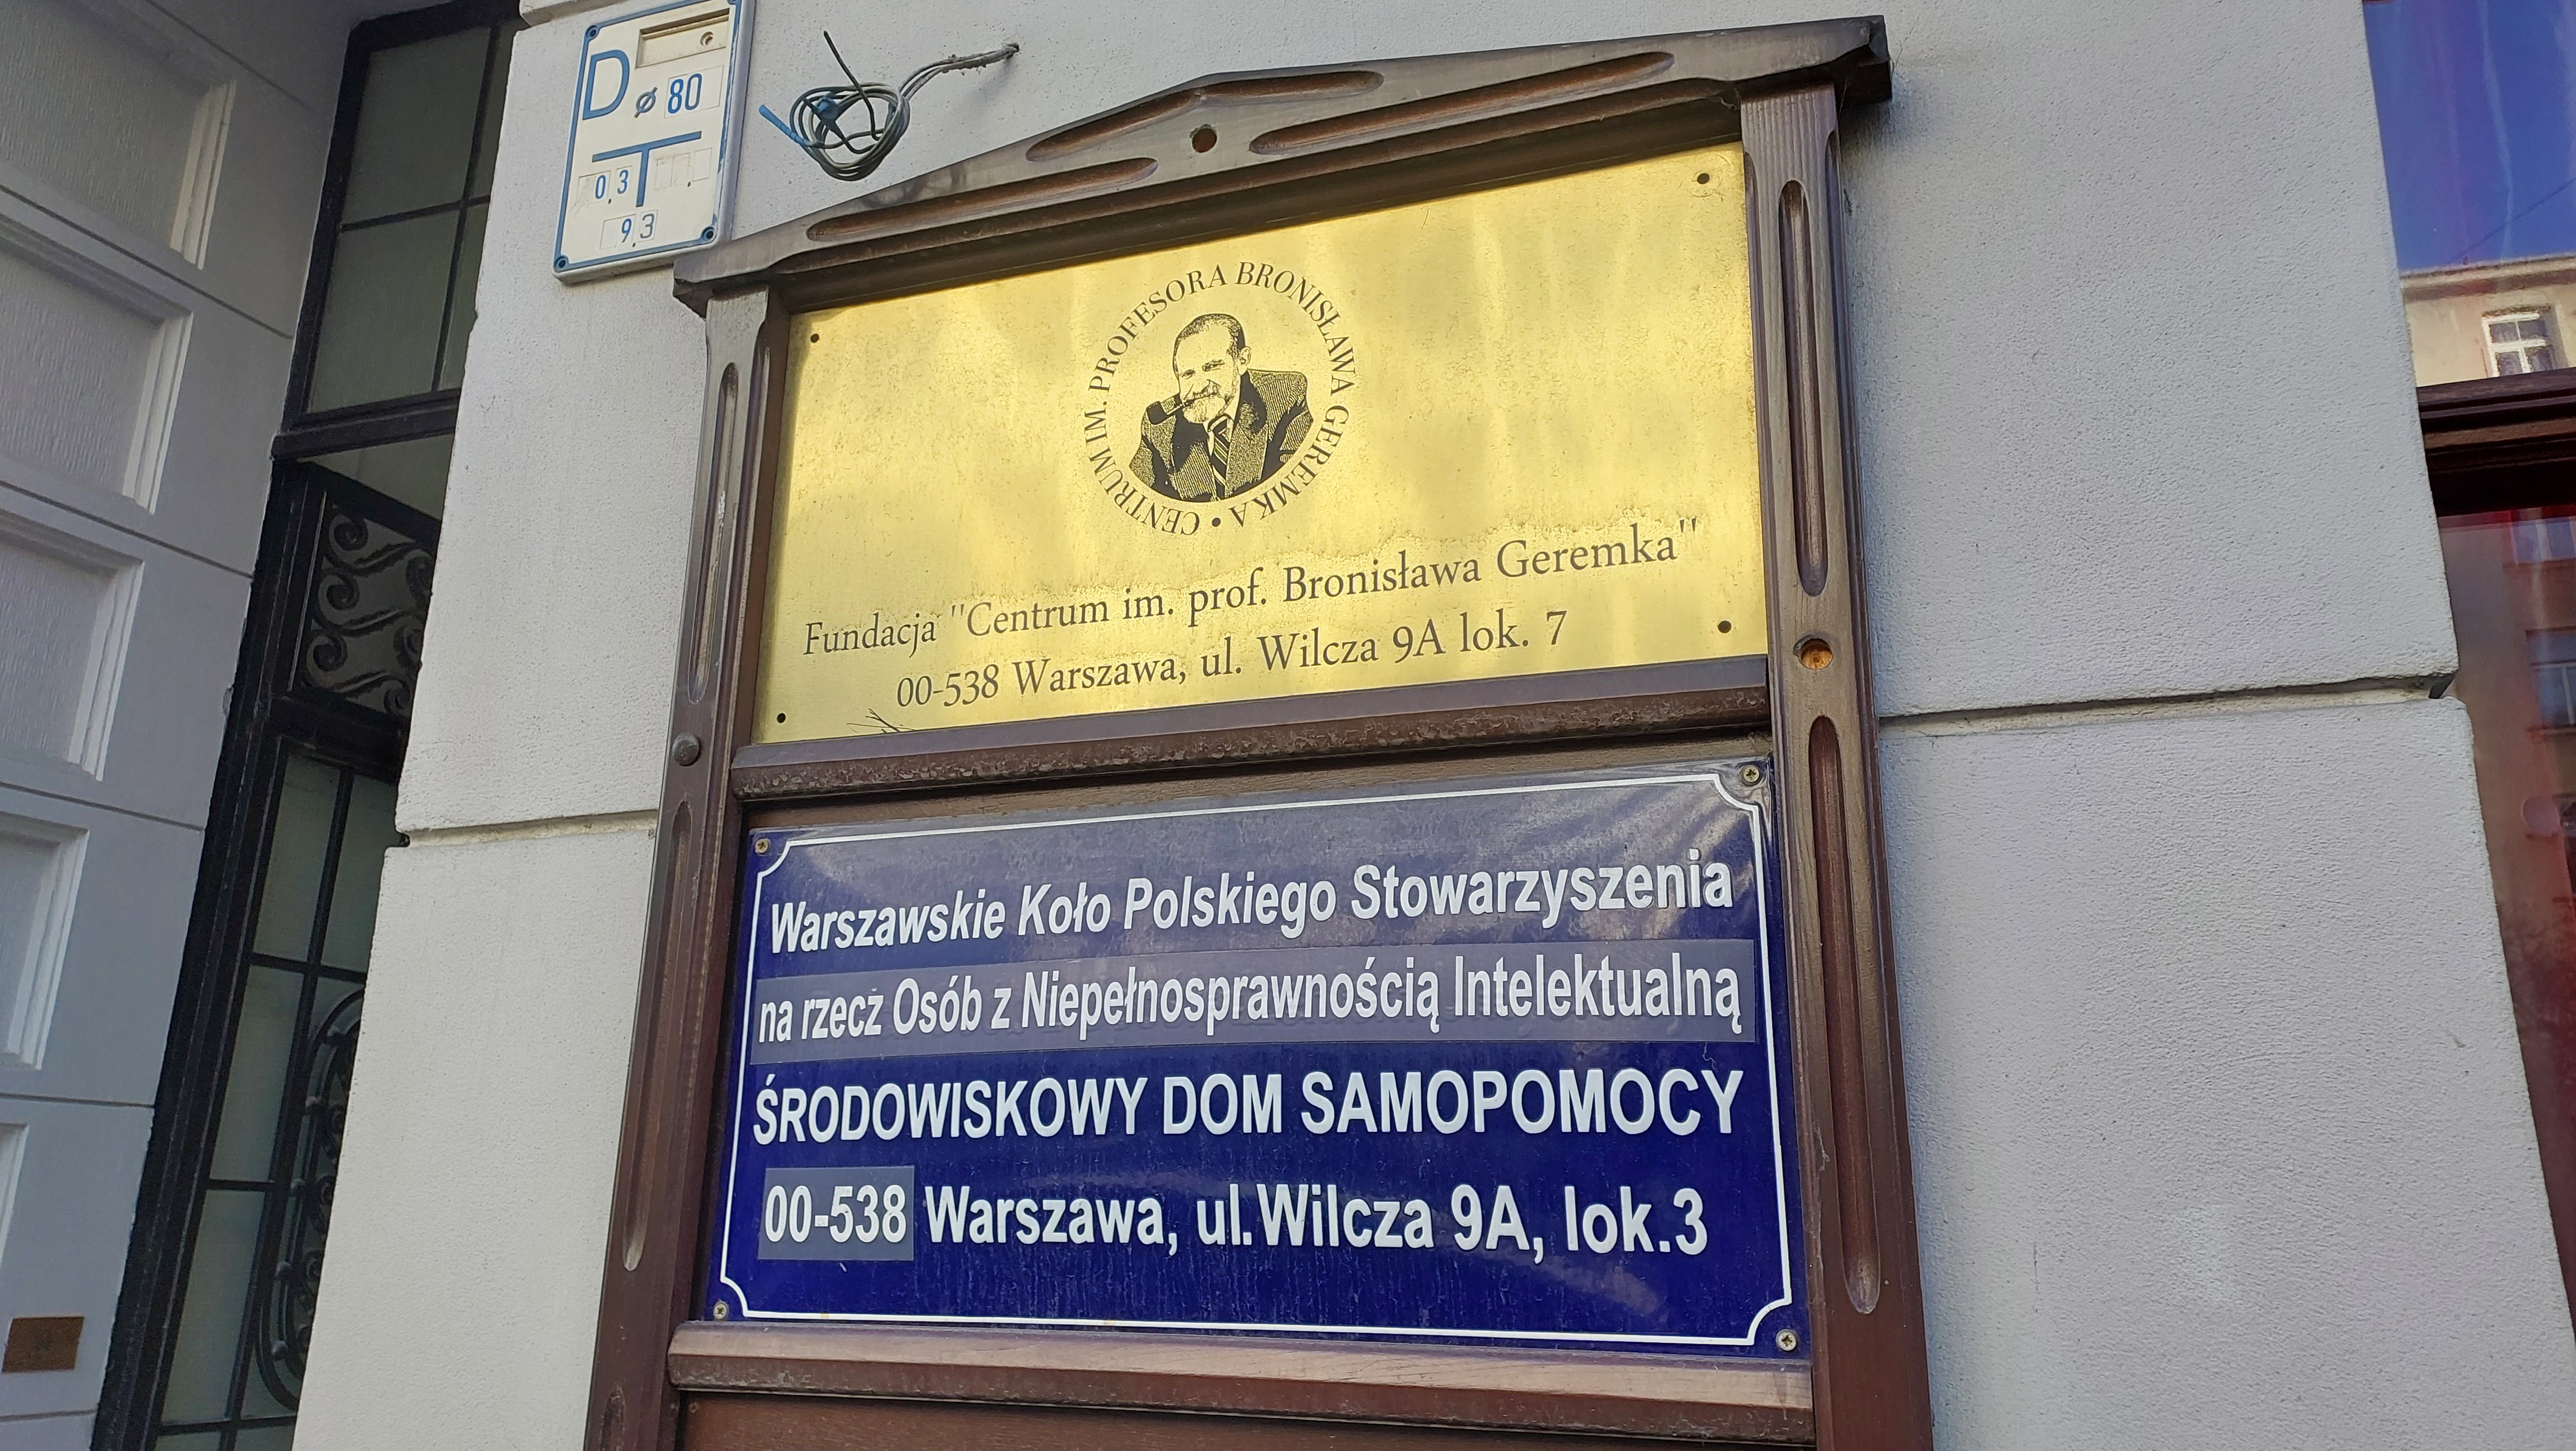 D ø 80
T
0,3
9,3
CENTRUM IM. PROFESORA BRONISŁAWA GEREMKA •
Fundacja "Centrum im. prof. Bronisława Geremka"
00-538 Warszawa, ul. Wilcza 9A lok. 7
Warszawskie Koło Polskiego Stowarzyszenia
na rzecz Osób z Niepełnosprawnością Intelektualną
ŚRODOWISKOWY DOM SAMOPOMOCY
00-538 Warszawa, ul.Wilcza 9A, lok.3